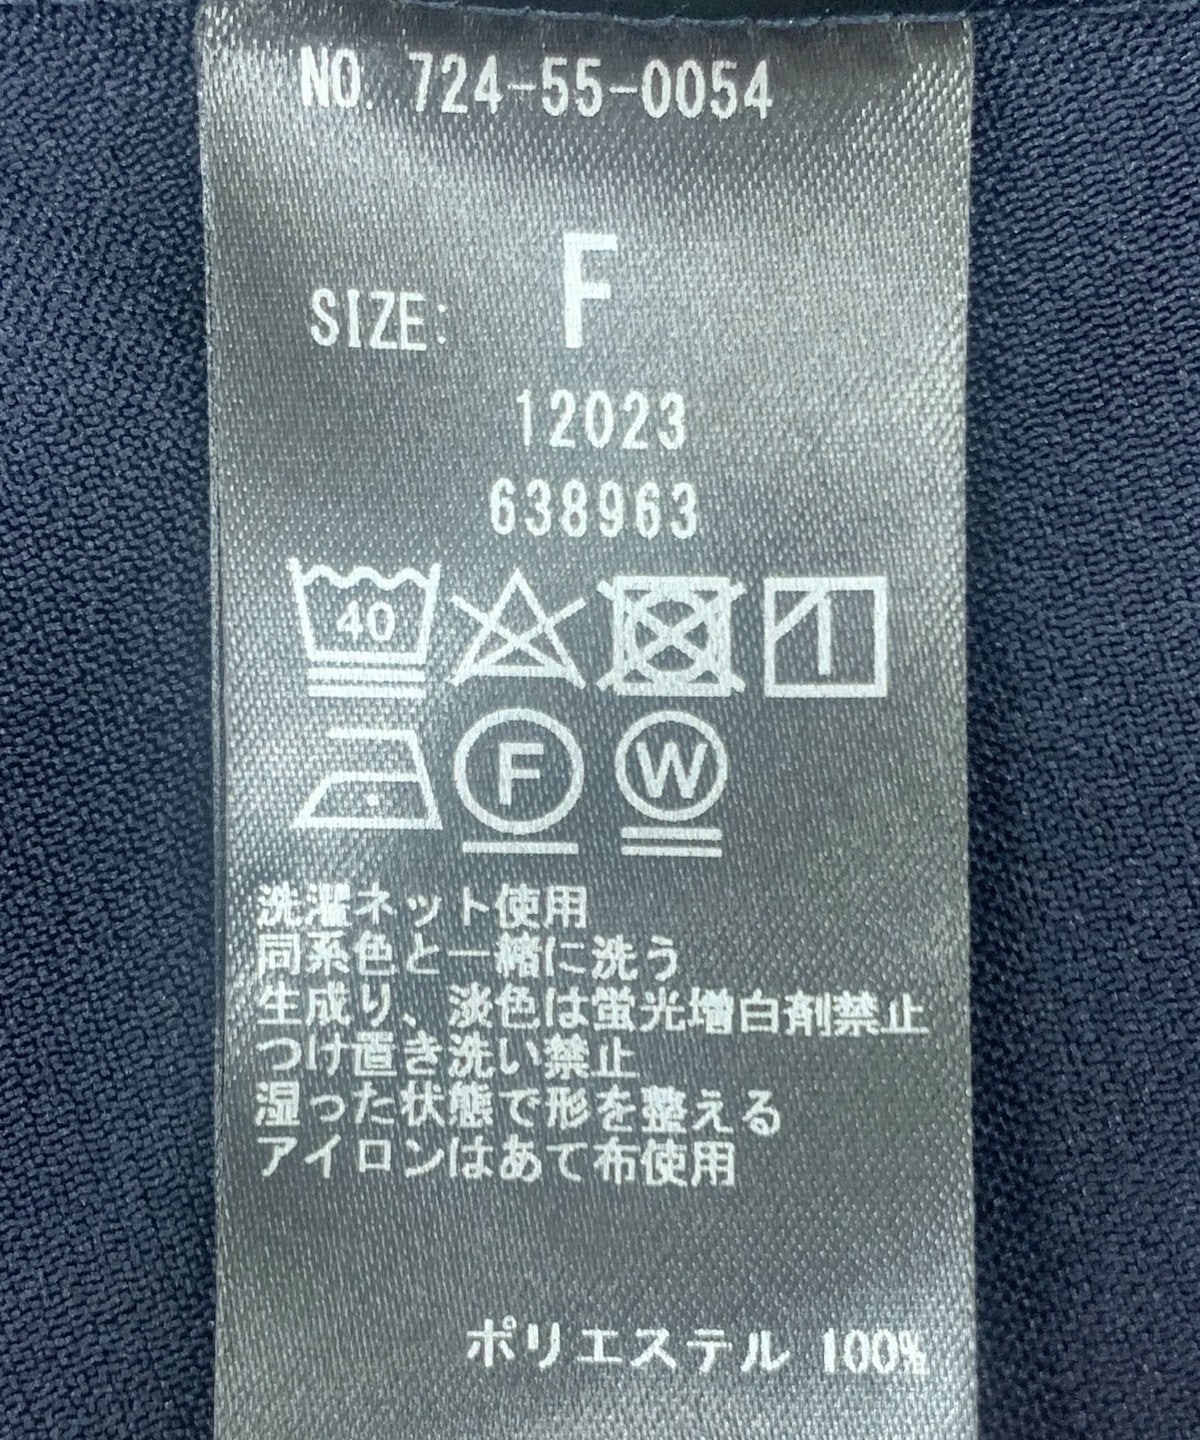 NO. 724-55-0054
SIZE: F
12023
638963
40
F W
洗濯ネット使用
同系色と一緒に洗う
生成り、淡色は蛍光増白剤禁止
つけ置き洗い禁止
湿った状態で形を整える
アイロンはあて布使用
ポリエステル 100%